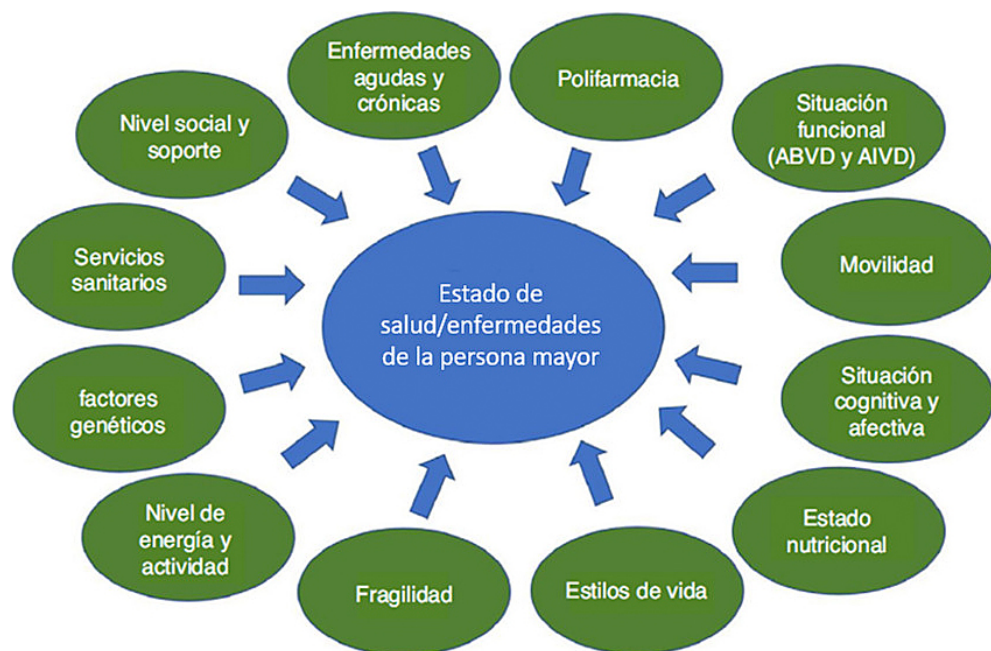 Enfermedades
agudas y
crónicas
Polifarmacia
Situación
funcional
(ABVD y AIVD)
Nivel social y
soporte
Servicios
sanitarios
Movilidad
Estado de
salud/enfermedades
de la persona mayor
factores
genéticos
Situación
cognitiva y
afectiva
Nivel de
energía y
actividad
Estado
nutricional
Fragilidad
Estilos de vida